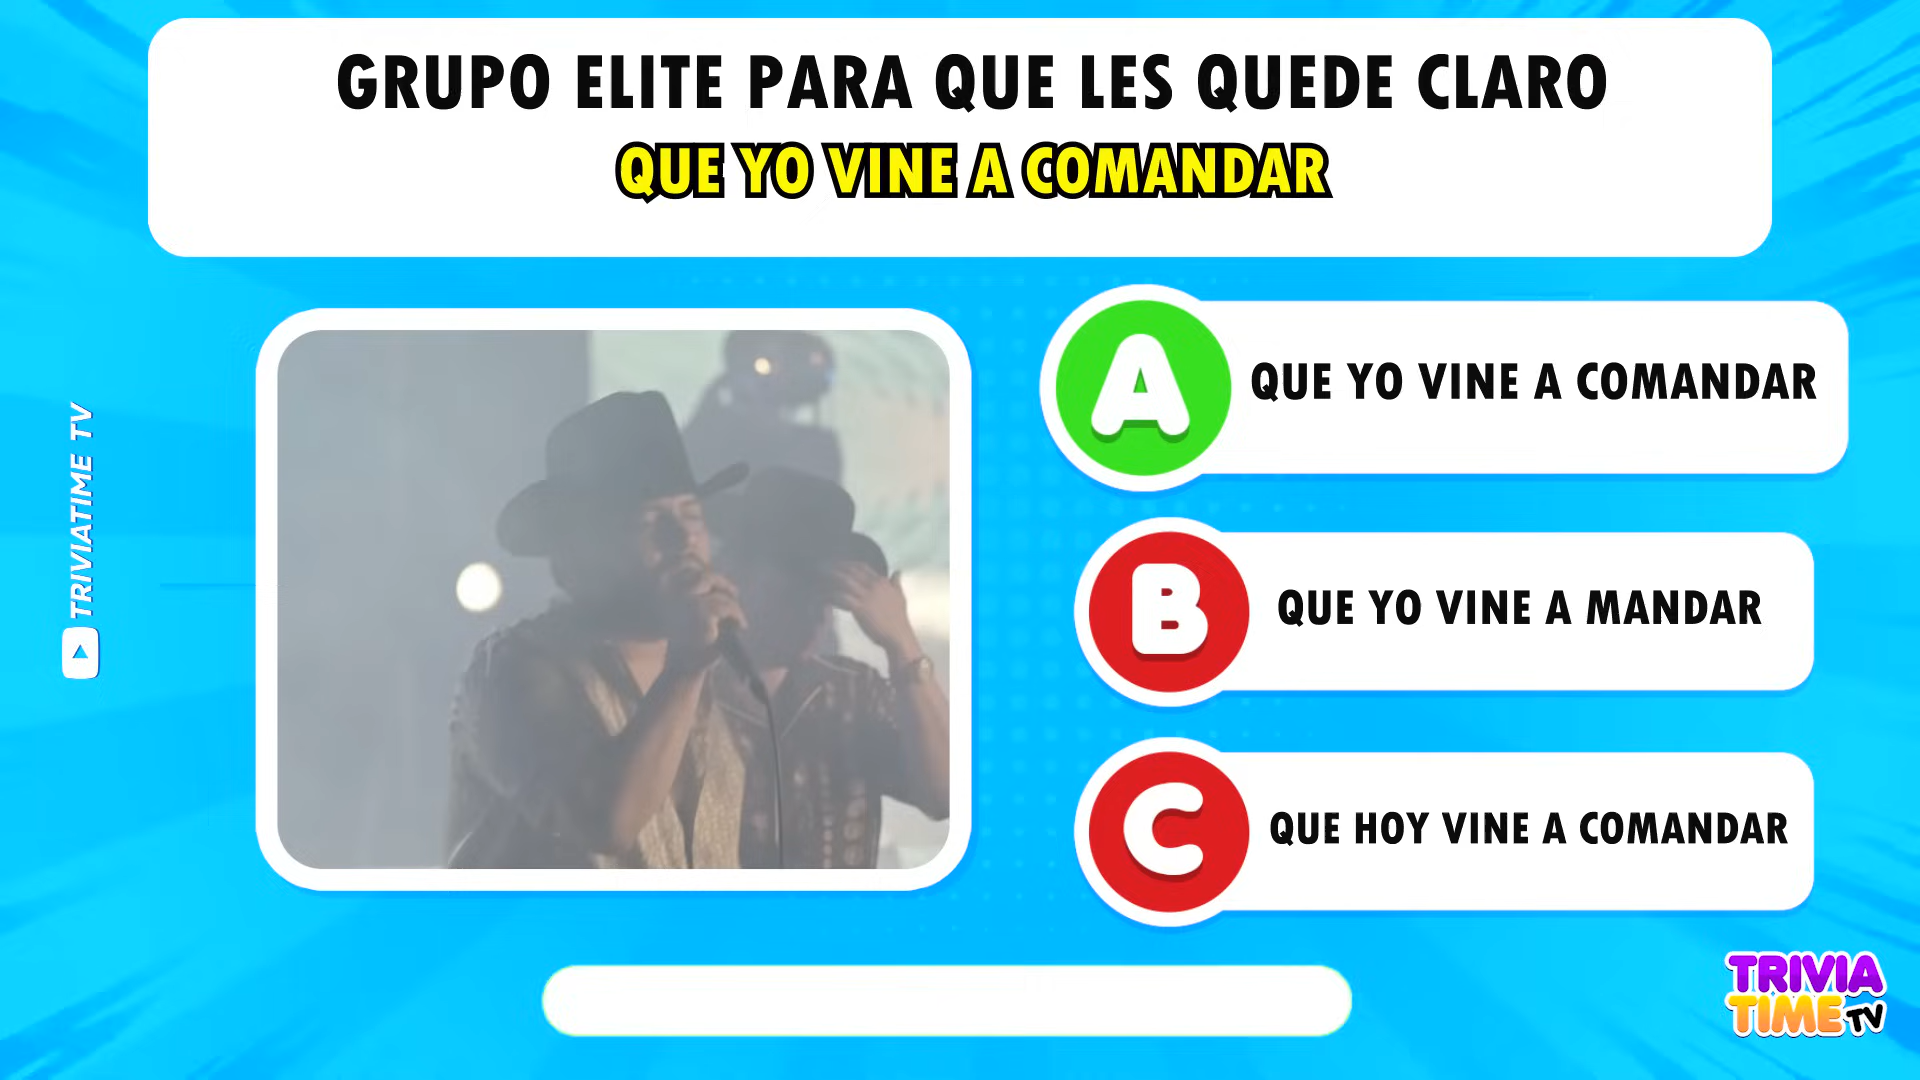 GRUPO ELITE PARA QUE LES QUEDE CLARO
QUE YO VINE A COMANDAR
A
QUE YO VINE A COMANDAR
B
QUE YO VINE A MANDAR
C
QUE HOY VINE A COMANDAR
TRIVIATIME TV
TRIVIA
TIME TV